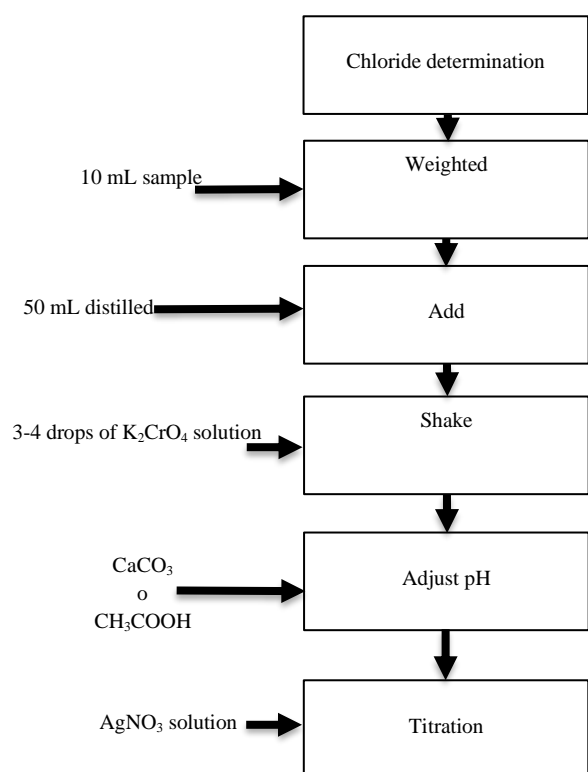 Chloride determination
10 mL sample
Weighted
50 mL distilled
Add
3-4 drops of K₂CrO₄ solution
Shake
CaCO₃
o
CH₃COOH
Adjust pH
AgNO₃ solution
Titration